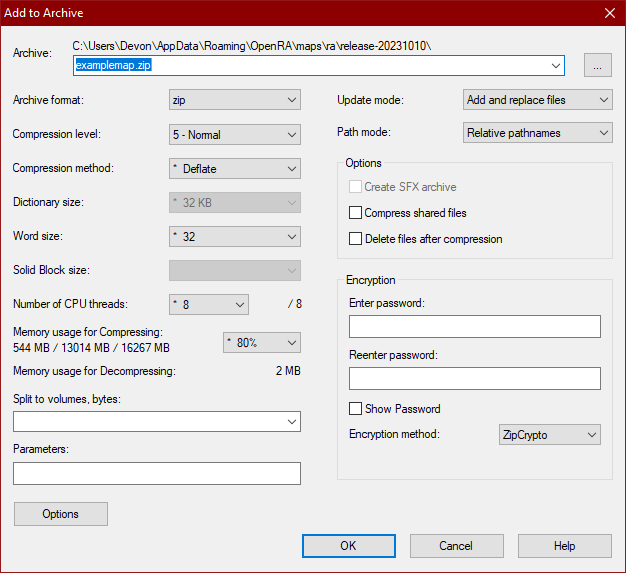 Add to Archive
Archive:
C:\Users\Devon\AppData\Roaming\OpenRA\maps\ra\release-20231010\
examplemap.zip
...
Archive format:
zip
Compression level:
5 - Normal
Compression method:
* Deflate
Dictionary size:
* 32 KB
Word size:
* 32
Solid Block size:
Number of CPU threads:
* 8
/ 8
Memory usage for Compressing:
544 MB / 13014 MB / 16267 MB
* 80%
Memory usage for Decompressing:
2 MB
Split to volumes, bytes:
Parameters:
Options
Update mode:
Add and replace files
Path mode:
Relative pathnames
Options
Create SFX archive
Compress shared files
Delete files after compression
Encryption
Enter password:
Reenter password:
Show Password
Encryption method:
ZipCrypto
OK
Cancel
Help